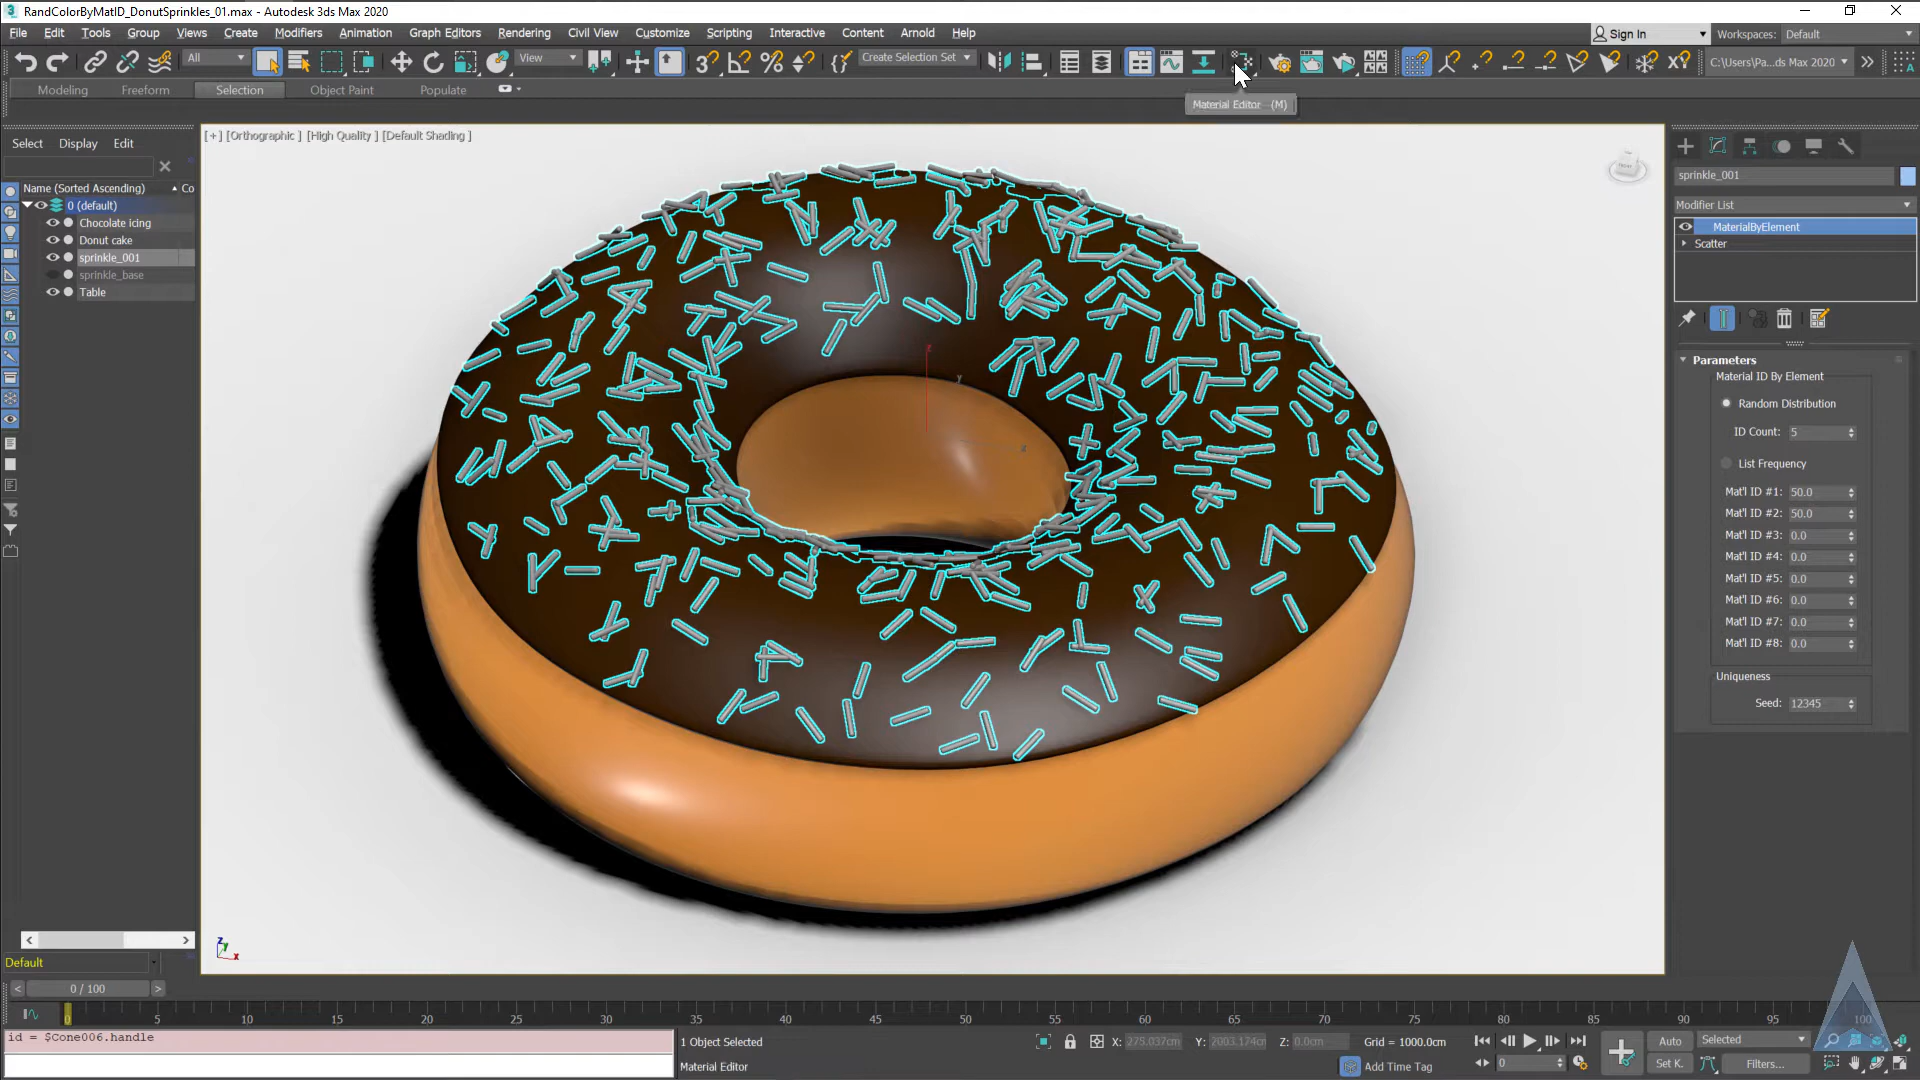 RandColorByMatID_DonutSprinkles_01.max - Autodesk 3ds Max 2020
File Edit Tools Group Views Create Modifiers Animation Graph Editors Rendering Civil View Customize Scripting Interactive Content Arnold Help
Sign In Workspaces: Default
All View Create Selection Set C:\Users\Pa...ds Max 2020
Modeling Freeform Selection Object Paint Populate
Material Editor (M)
[+] [Orthographic ] [High Quality ] [Default Shading ]
Select Display Edit
Name (Sorted Ascending) Co
0 (default)
Chocolate icing
Donut cake
sprinkle_001
sprinkle_base
Table
sprinkle_001
Modifier List
MaterialByElement
Scatter
Parameters
Material ID By Element
Random Distribution
ID Count: 5
List Frequency
Mat'l ID #1: 50.0
Mat'l ID #2: 50.0
Mat'l ID #3: 0.0
Mat'l ID #4: 0.0
Mat'l ID #5: 0.0
Mat'l ID #6: 0.0
Mat'l ID #7: 0.0
Mat'l ID #8: 0.0
Uniqueness
Seed: 12345
Default
0 / 100
0 5 10 15 20 25 30 35 40 45 50 55 60 65 70 75 80 85 90 95 100
id = $Cone006.handle
1 Object Selected
Material Editor
X: 275.037cm Y: 2003.174cm Z: 0.0cm Grid = 1000.0cm
Add Time Tag
0
Auto Selected
Set K. Filters...